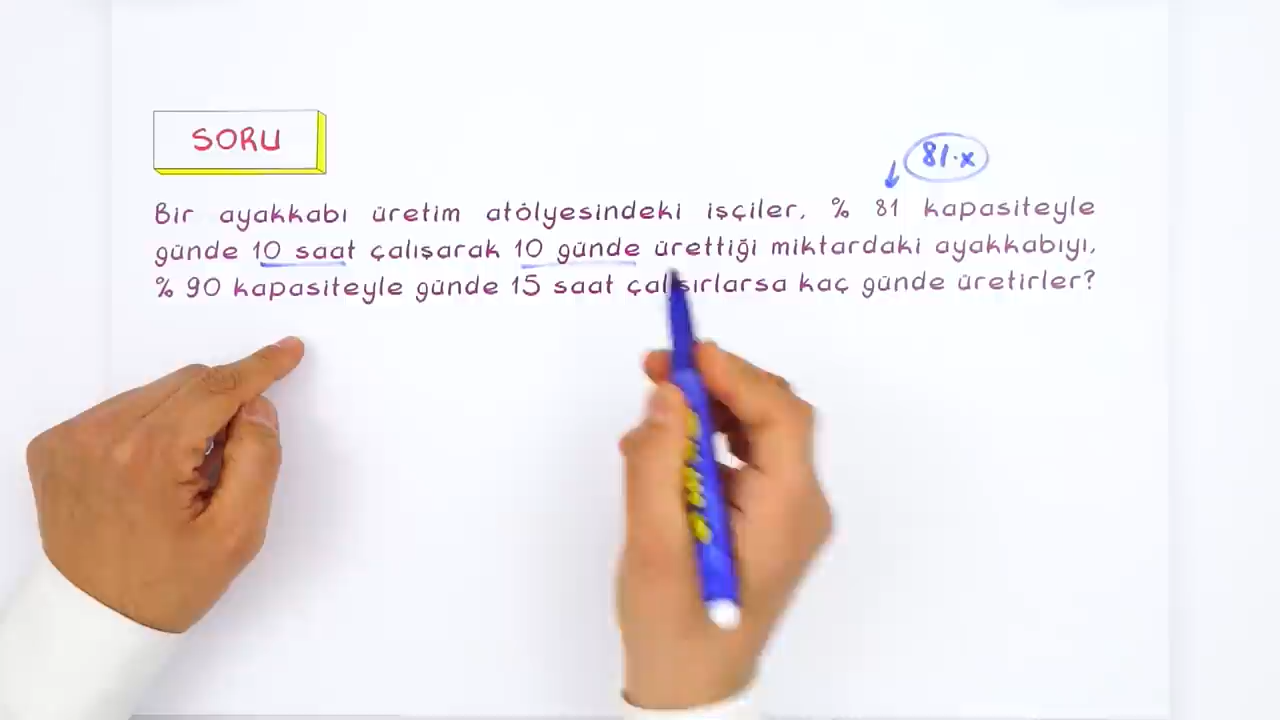 SORU
81·x
Bir ayakkabı üretim atölyesindeki işçiler, % 81 kapasiteyle
günde 10 saat çalışarak 10 günde ürettiği miktardaki ayakkabıyı,
% 90 kapasiteyle günde 15 saat çalışırlarsa kaç günde üretirler?